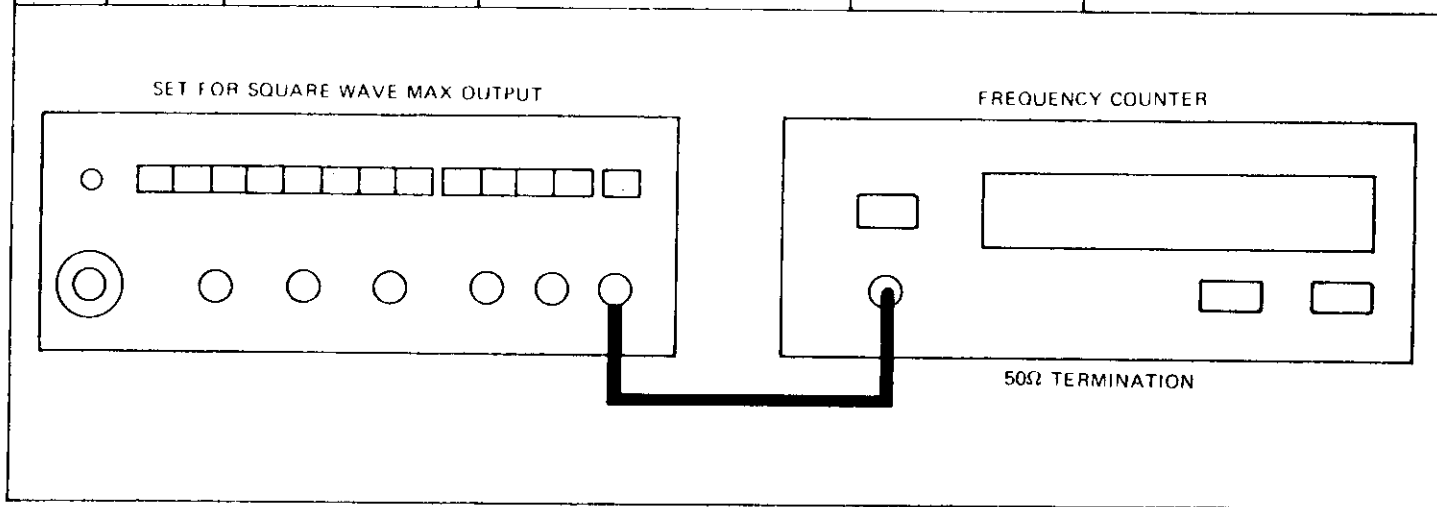 SET FOR SQUARE WAVE MAX OUTPUT
FREQUENCY COUNTER
50Ω TERMINATION